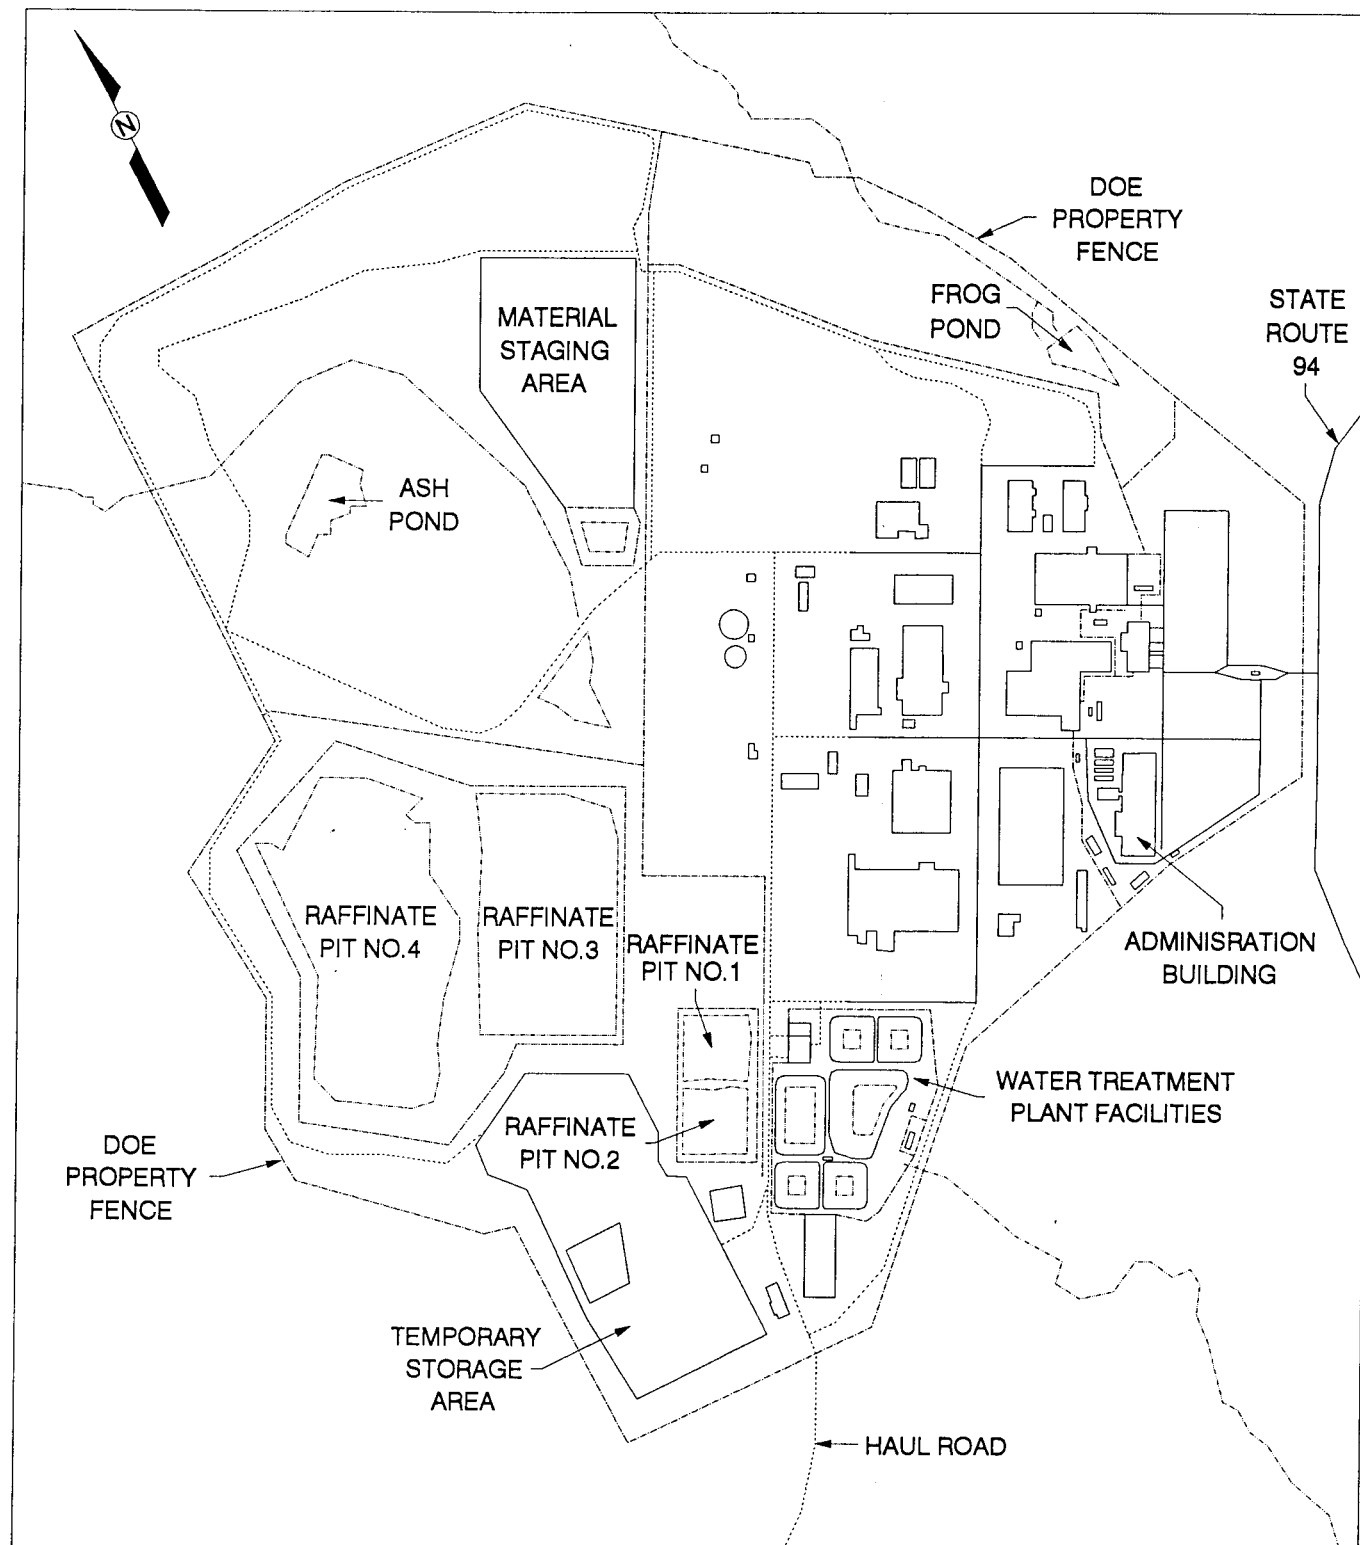 N
DOE
PROPERTY
FENCE
FROG
POND
STATE
ROUTE
94
MATERIAL
STAGING
AREA
ASH
POND
RAFFINATE
PIT NO.4
RAFFINATE
PIT NO.3
RAFFINATE
PIT NO.1
ADMINISRATION
BUILDING
WATER TREATMENT
PLANT FACILITIES
RAFFINATE
PIT NO.2
DOE
PROPERTY
FENCE
TEMPORARY
STORAGE
AREA
HAUL ROAD